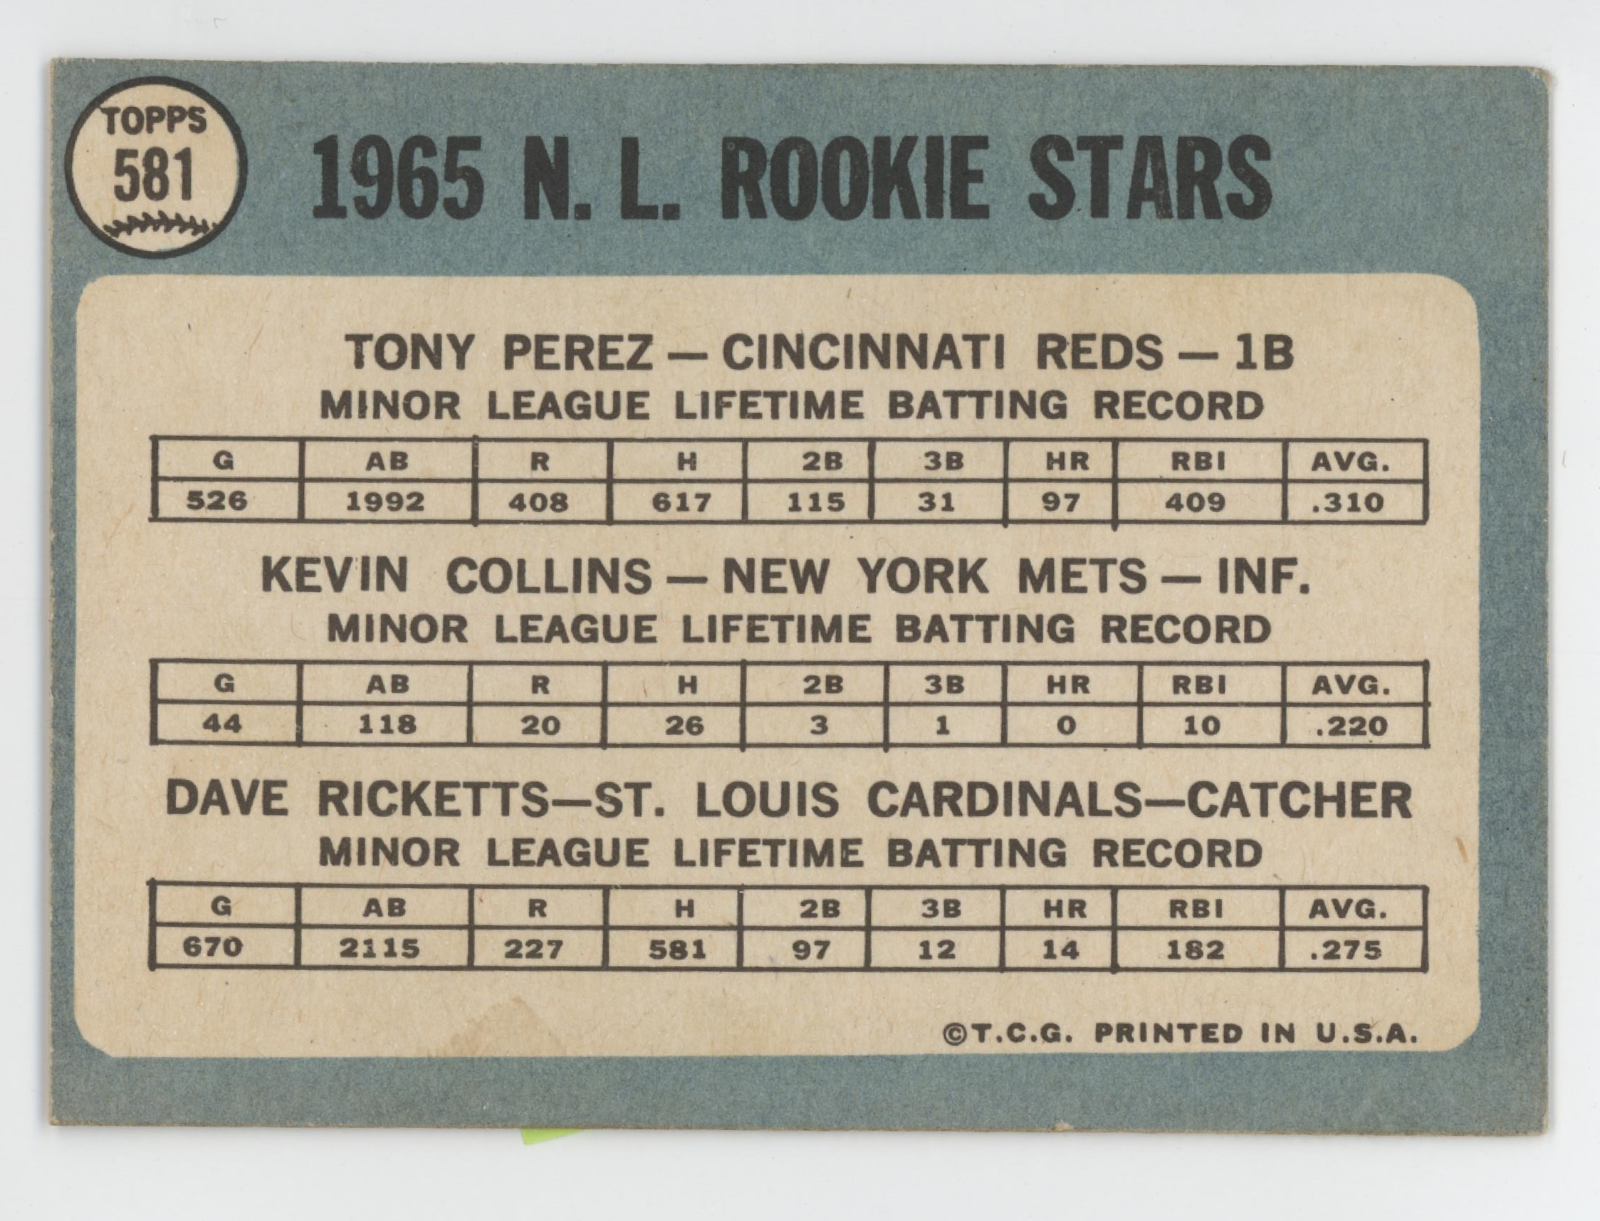 TOPPS
581
1965 N. L. ROOKIE STARS
TONY PEREZ — CINCINNATI REDS — 1B
MINOR LEAGUE LIFETIME BATTING RECORD
G AB R H 2B 3B HR RBI AVG.
526 1992 408 617 115 31 97 409 .310
KEVIN COLLINS — NEW YORK METS — INF.
MINOR LEAGUE LIFETIME BATTING RECORD
G AB R H 2B 3B HR RBI AVG.
44 118 20 26 3 1 0 10 .220
DAVE RICKETTS—ST. LOUIS CARDINALS—CATCHER
MINOR LEAGUE LIFETIME BATTING RECORD
G AB R H 2B 3B HR RBI AVG.
670 2115 227 581 97 12 14 182 .275
©T.C.G. PRINTED IN U.S.A.